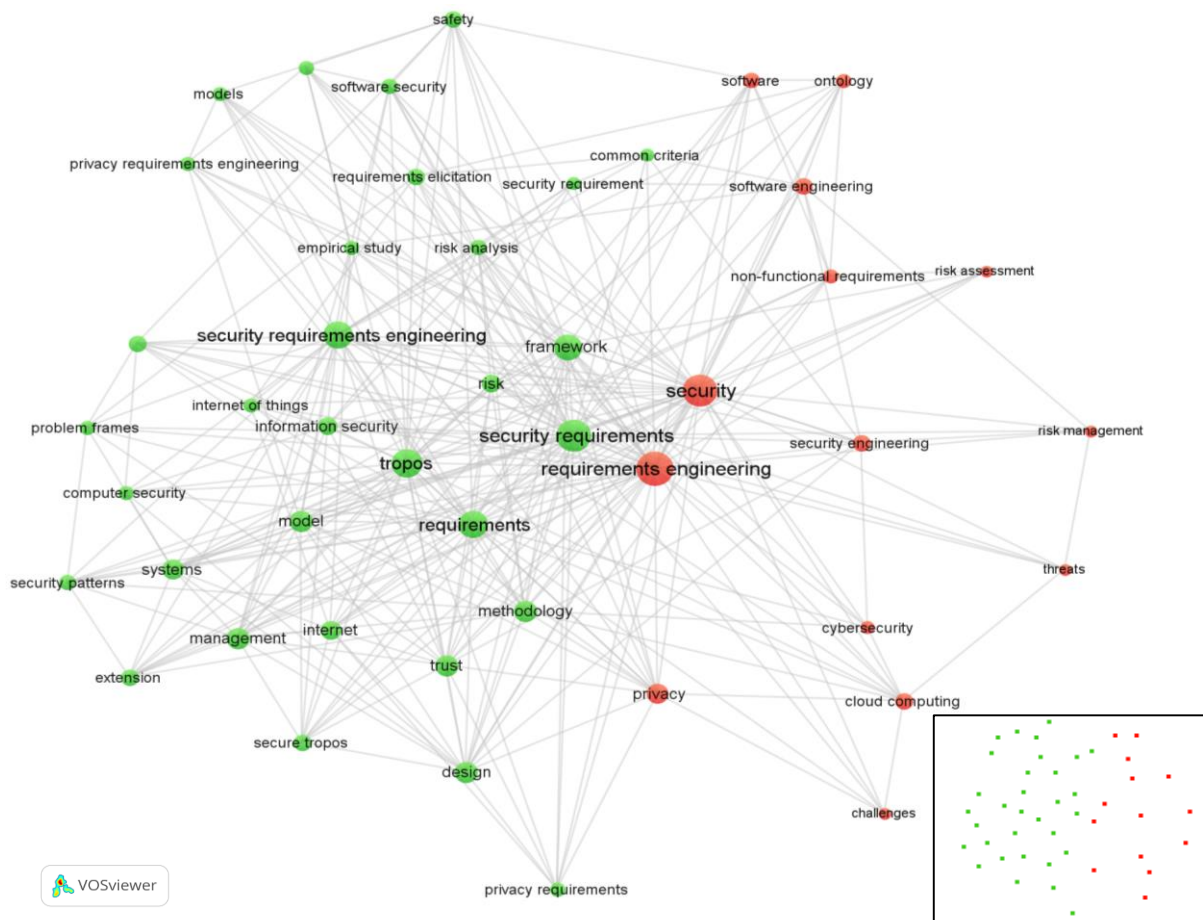 safety
software
ontology
software security
models
common criteria
privacy requirements engineering
requirements elicitation
security requirement
software engineering
empirical study
risk analysis
non-functional requirements
risk assessment
security requirements engineering
framework
risk
security
internet of things
information security
problem frames
security requirements
risk management
security engineering
tropos
requirements engineering
computer security
model
requirements
systems
threats
security patterns
methodology
internet
management
cybersecurity
trust
extension
privacy
cloud computing
secure tropos
design
challenges
VOSviewer
privacy requirements